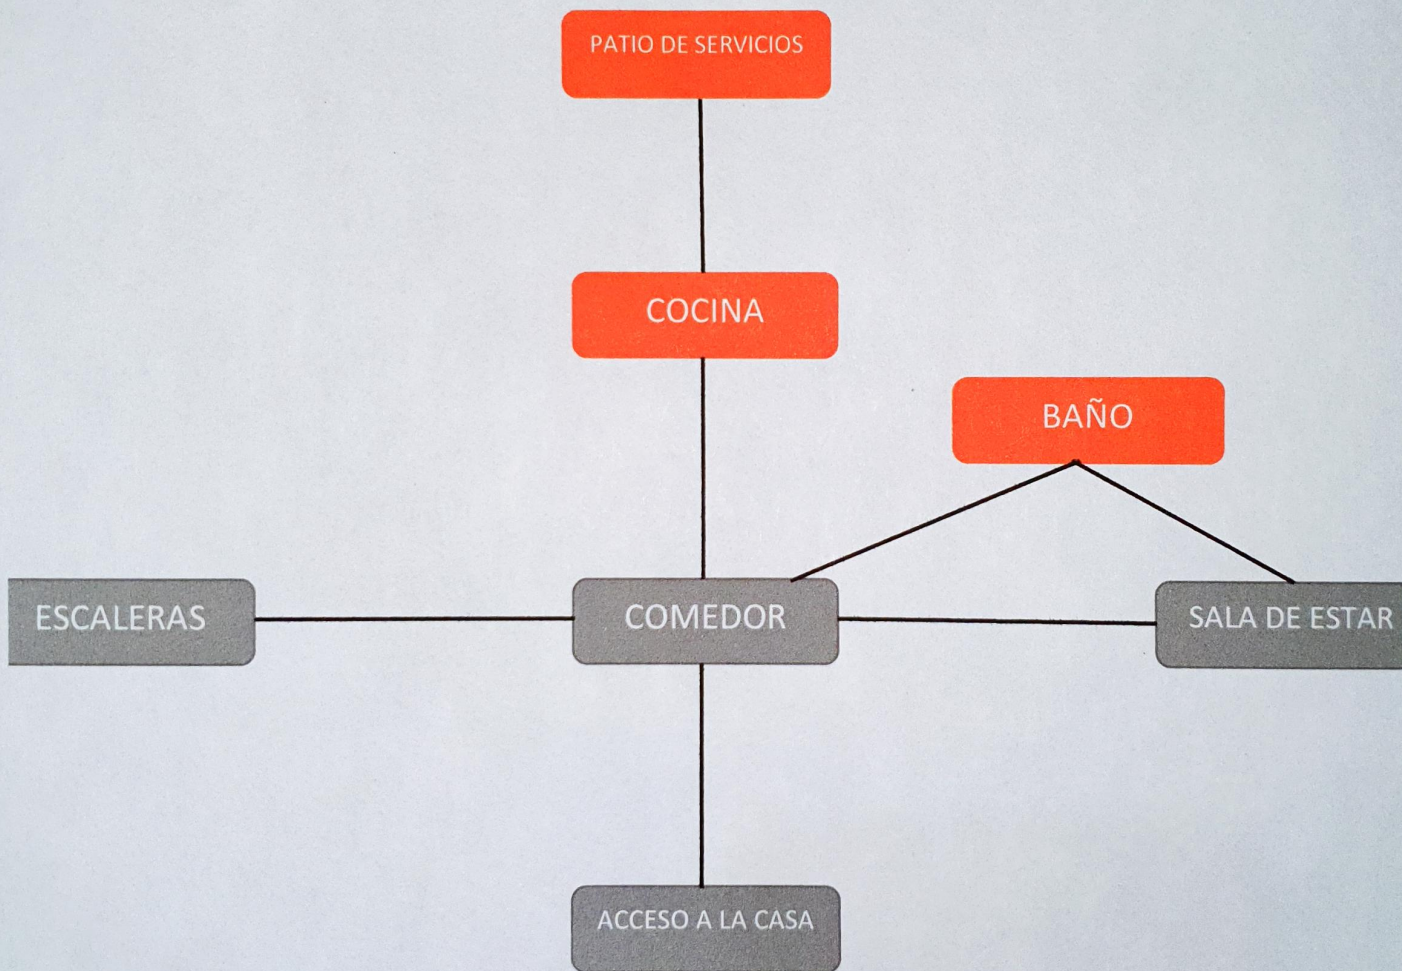 PATIO DE SERVICIOS
COCINA
BAÑO
ESCALERAS
COMEDOR
SALA DE ESTAR
ACCESO A LA CASA